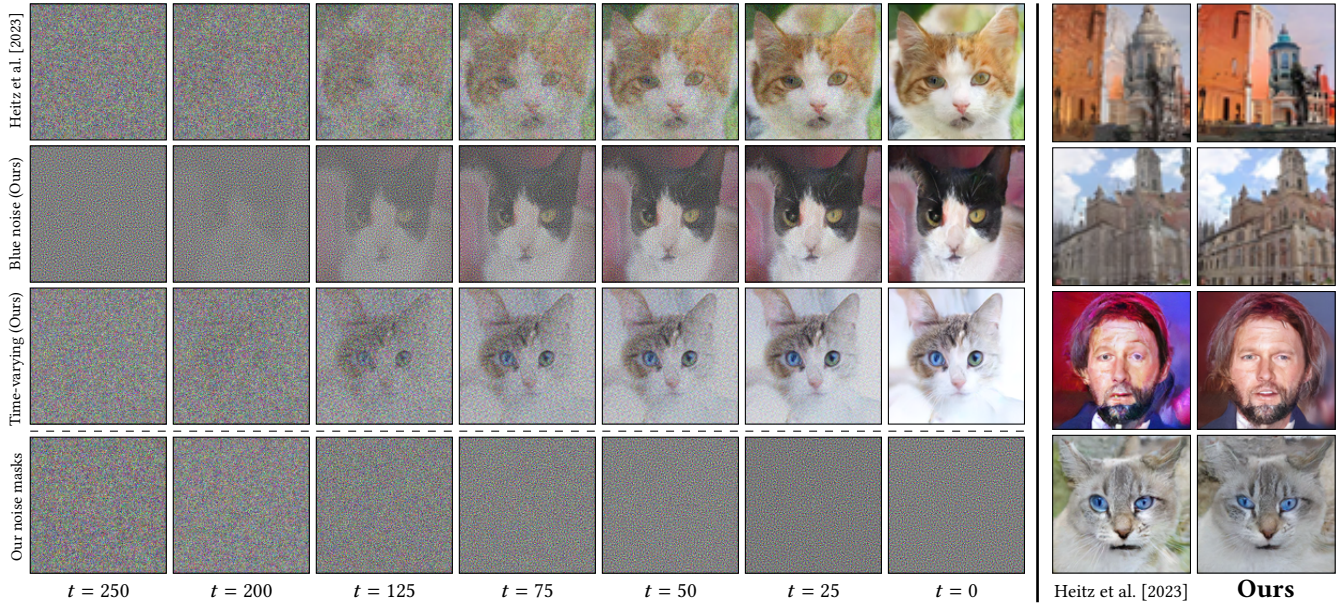 Heitz et al. [2023]
Blue noise (Ours)
Time-varying (Ours)
Our noise masks
t = 250
t = 200
t = 125
t = 75
t = 50
t = 25
t = 0
Heitz et al. [2023]
Ours